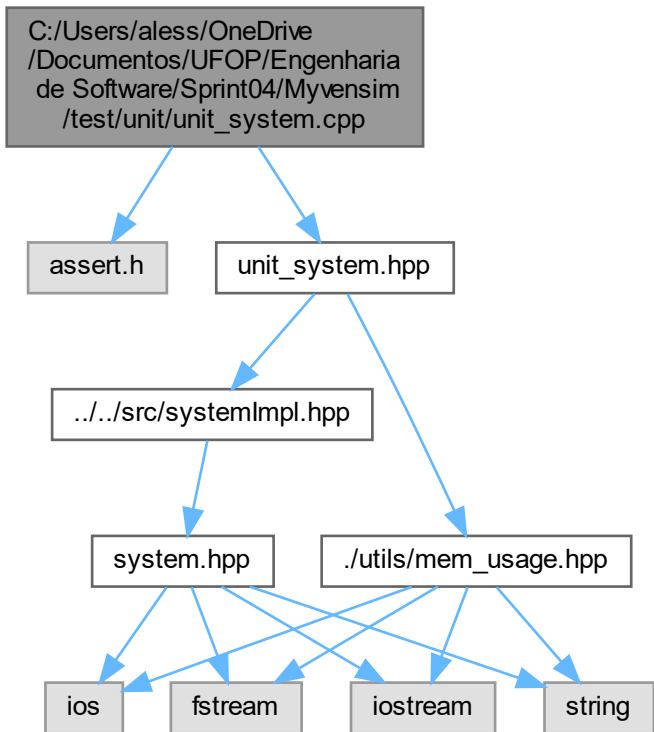 C:/Users/aless/OneDrive
/Documentos/UFOP/Engenharia
de Software/Sprint04/Myvensim
/test/unit/unit_system.cpp
assert.h
unit_system.hpp
../../src/systemImpl.hpp
system.hpp
./utils/mem_usage.hpp
ios
fstream
iostream
string